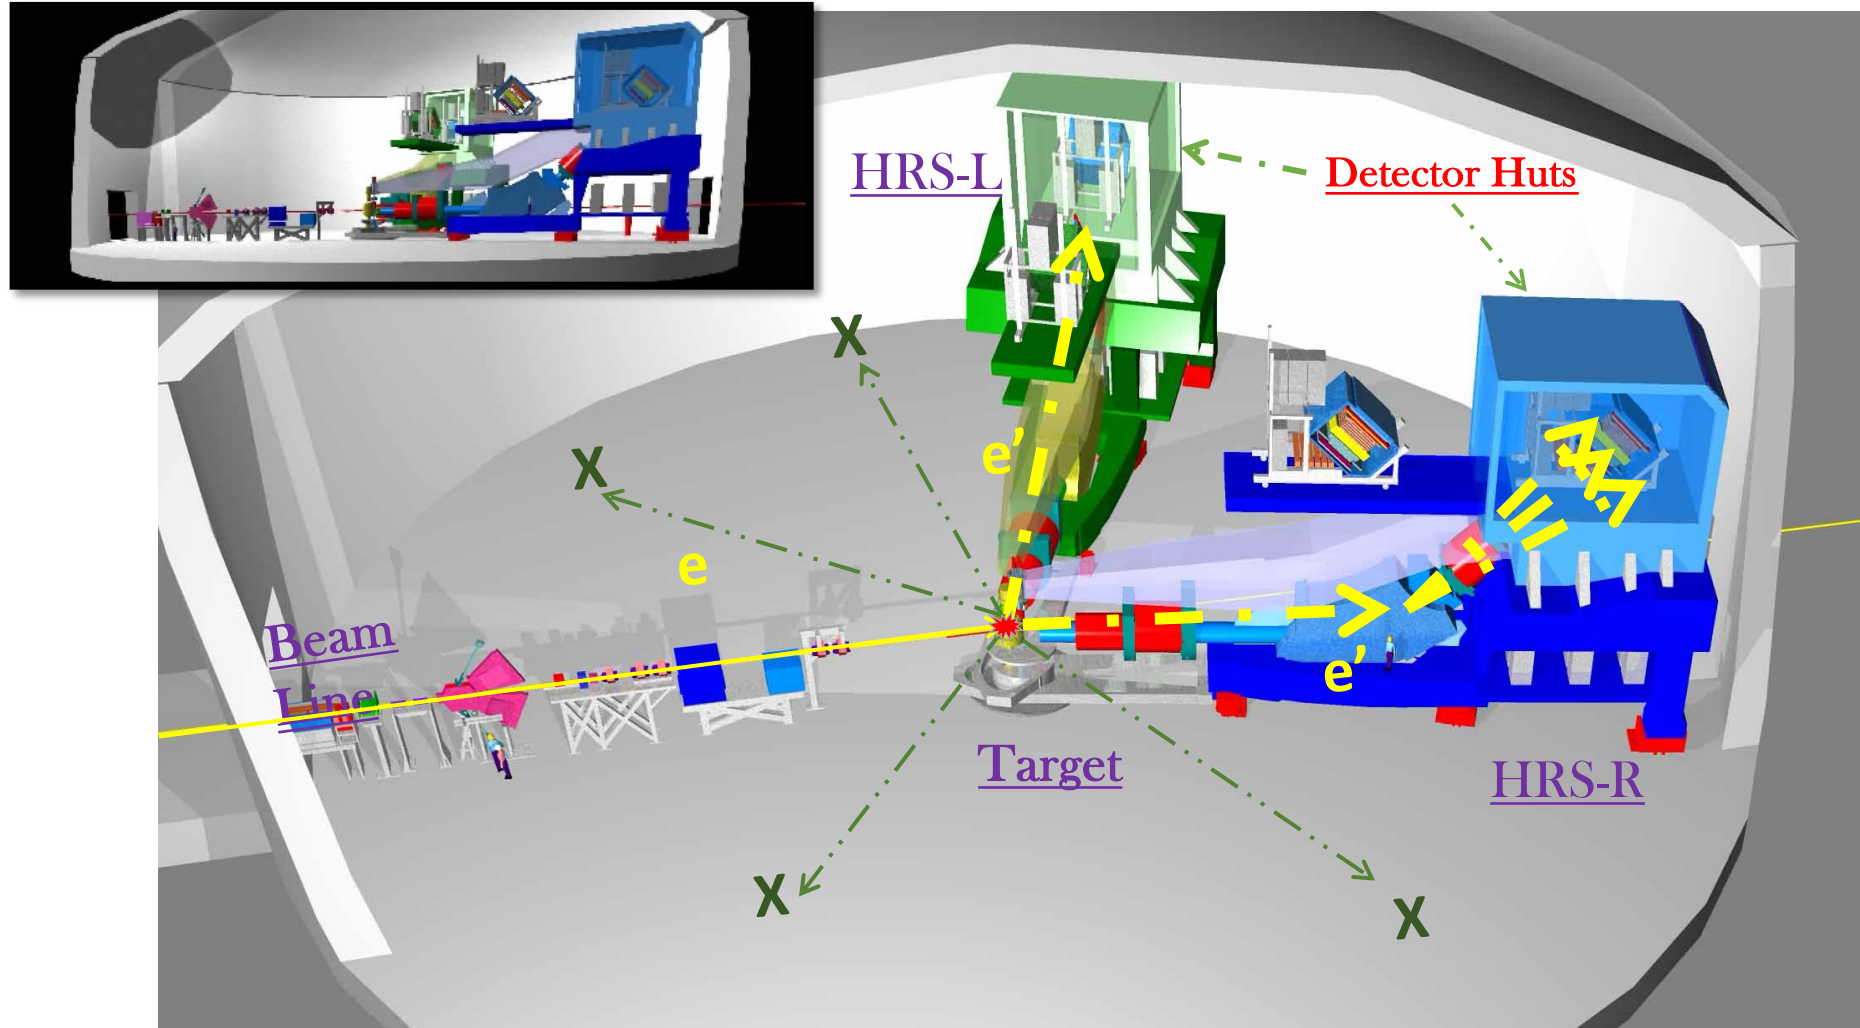 HRS-L
Detector Huts
X
X
e'
e
Beam
Line
e'
Target
HRS-R
X
X